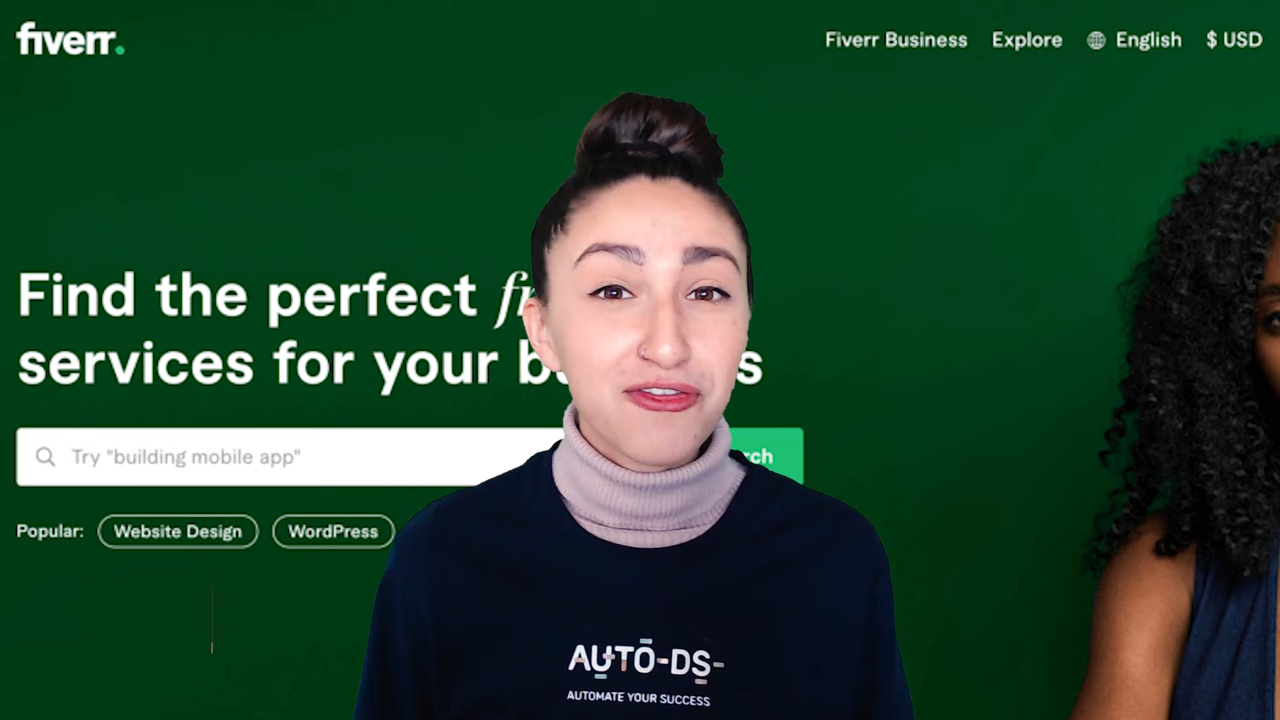 fiverr.
Fiverr Business Explore English $ USD
Find the perfect
services for your
Try "building mobile app"
Popular: Website Design WordPress
AUTO-DS-
AUTOMATE YOUR SUCCESS